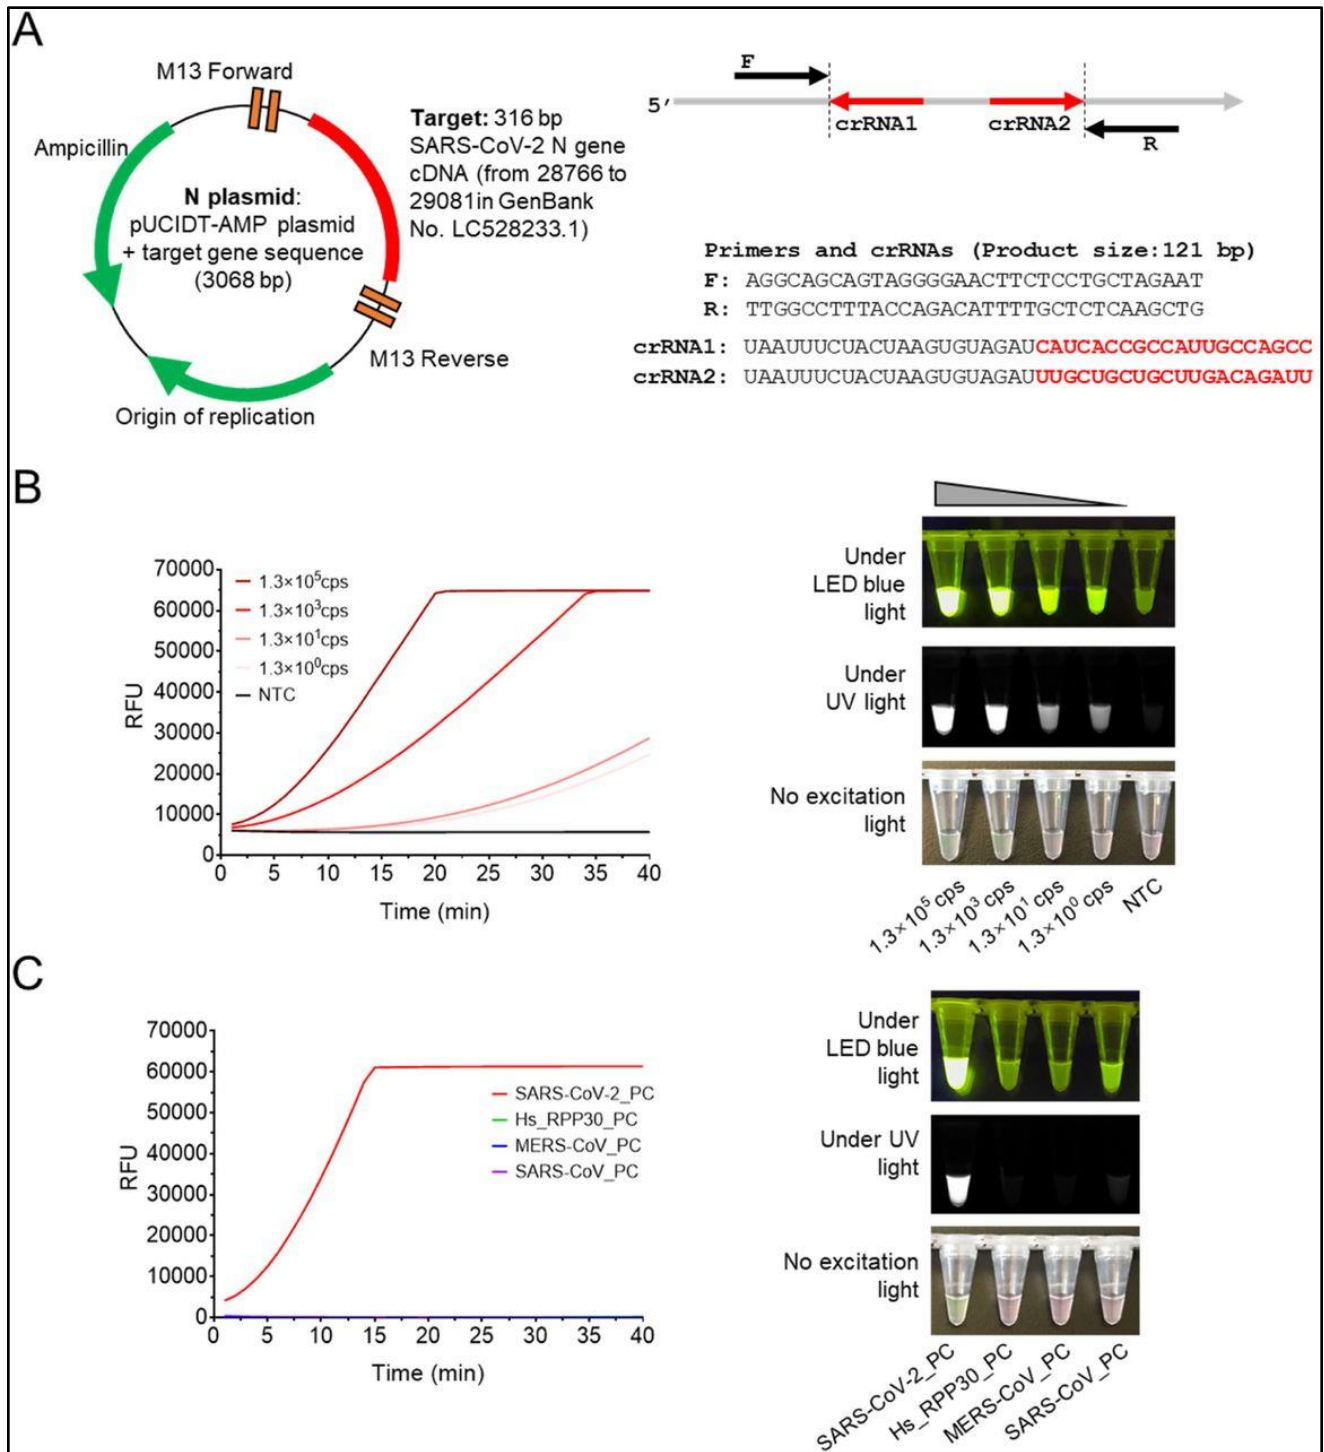 A
M13 Forward
Ampicillin
N plasmid:
pUCIDT-AMP plasmid
+ target gene sequence
(3068 bp)
M13 Reverse
Origin of replication
Target: 316 bp
SARS-CoV-2 N gene
cDNA (from 28766 to
29081in GenBank
No. LC528233.1)
F
5′
crRNA1
crRNA2
R
Primers and crRNAs (Product size:121 bp)
F: AGGCAGCAGTAGGGGAACTTCTCCTGCTAGAAT
R: TTGGCCTTTACCAGACATTTTGCTCTCAAGCTG
crRNA1: UAAUUUCUACUAAGUGUAGAUCAUCACCGCCAUUGCCAGCC
crRNA2: UAAUUUCUACUAAGUGUAGAUUUGCUGCUGCUUGACAGAUU
B
70000
60000
50000
40000
30000
20000
10000
0
RFU
1.3×10⁵cps
1.3×10³cps
1.3×10¹cps
1.3×10⁰cps
NTC
0 5 10 15 20 25 30 35 40
Time (min)
Under
LED blue
light
Under
UV light
No excitation
light
1.3×10⁵ cps
1.3×10³ cps
1.3×10¹ cps
1.3×10⁰ cps
NTC
C
70000
60000
50000
40000
30000
20000
10000
0
RFU
SARS-CoV-2_PC
Hs_RPP30_PC
MERS-CoV_PC
SARS-CoV_PC
0 5 10 15 20 25 30 35 40
Time (min)
Under
LED blue
light
Under UV
light
No excitation
light
SARS-CoV-2_PC
Hs_RPP30_PC
MERS-CoV_PC
SARS-CoV_PC